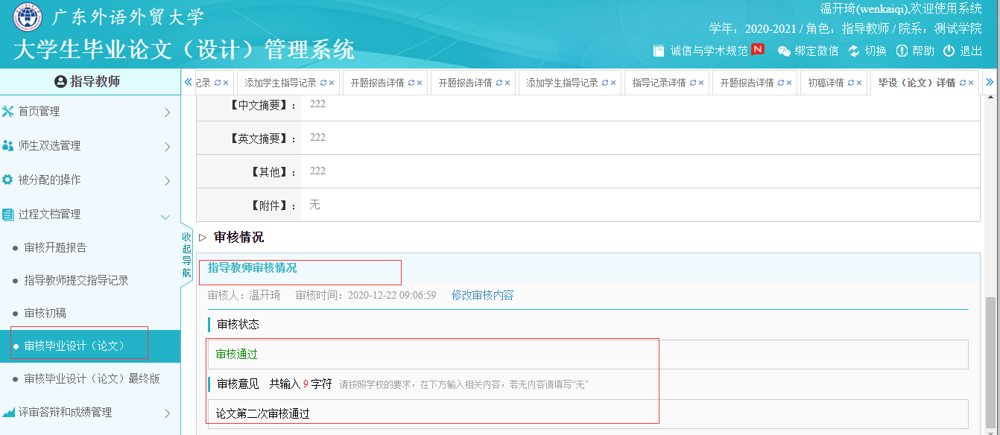 广东外语外贸大学
大学生毕业论文（设计）管理系统
温开琦(wenkaiqi),欢迎使用系统
学年：2020-2021 / 角色：指导教师 / 院系：测试学院
诚信与学术规范 N 绑定微信 切换 帮助 退出
指导教师
首页管理
师生双选管理
被分配的操作
过程文档管理
审核开题报告
指导教师提交指导记录
审核初稿
审核毕业设计（论文）
审核毕业设计（论文）最终版
评审答辩和成绩管理
收起导航
记录 添加学生指导记录 开题报告详情 开题报告详情 添加学生指导记录 指导记录详情 开题报告详情 初稿详情 毕设（论文）详情
【中文摘要】： 222
【英文摘要】： 222
【其他】： 222
【附件】： 无
审核情况
指导教师审核情况
审核人：温开琦 审核时间：2020-12-22 09:06:59 修改审核内容
审核状态
审核通过
审核意见 共输入 9 字符 请按照学校的要求，在下方输入相关内容，若无内容请填写“无”
论文第二次审核通过